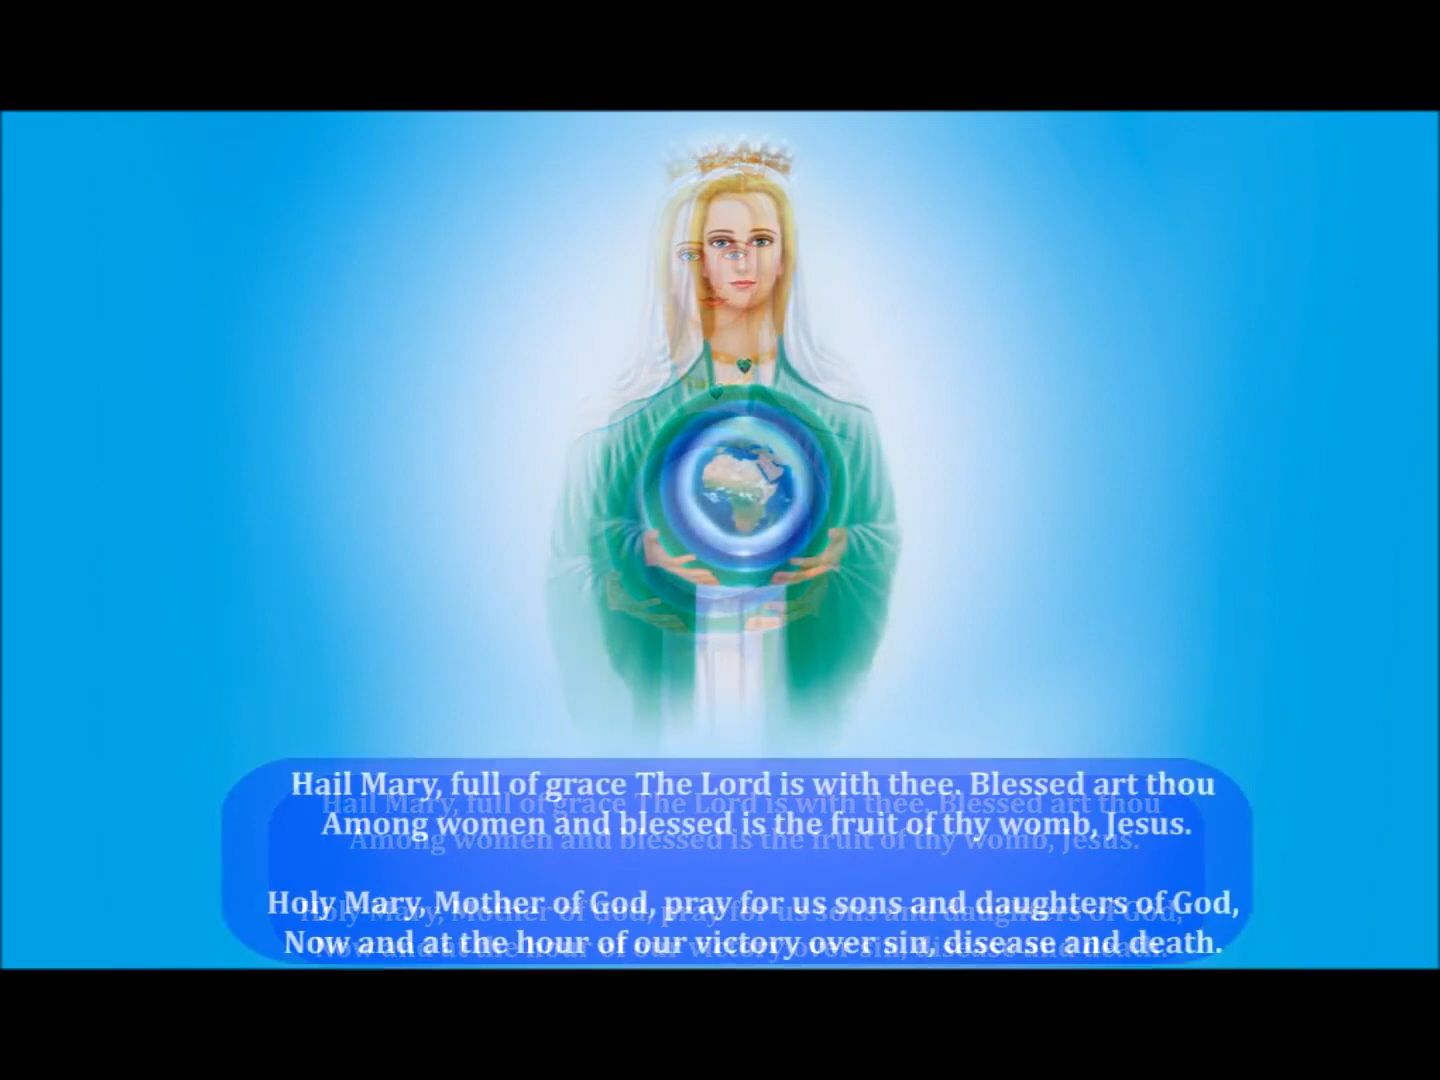 Hail Mary, full of grace The Lord is with thee. Blessed art thou
Among women and blessed is the fruit of thy womb, Jesus.
Holy Mary, Mother of God, pray for us sons and daughters of God,
Now and at the hour of our victory over sin, disease and death.